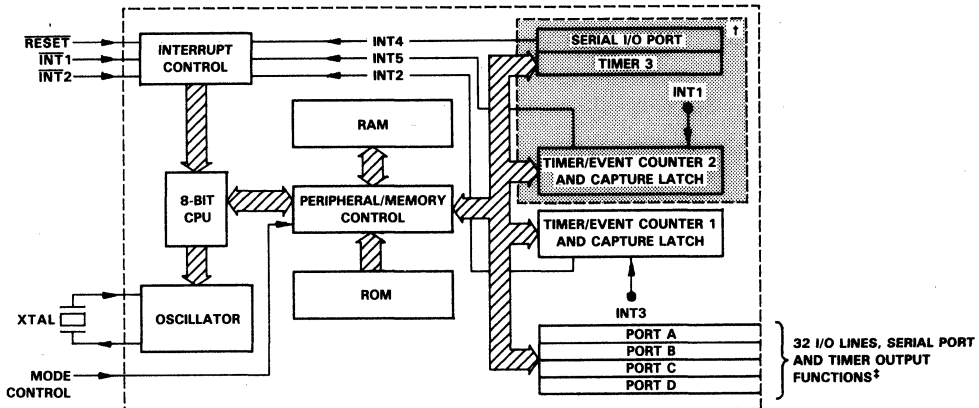 RESET
INT1
INT2
INTERRUPT
CONTROL
INT4
INT5
INT2
SERIAL I/O PORT
TIMER 3
†
INT1
RAM
TIMER/EVENT COUNTER 2
AND CAPTURE LATCH
8-BIT
CPU
PERIPHERAL/MEMORY
CONTROL
TIMER/EVENT COUNTER 1
AND CAPTURE LATCH
ROM
INT3
XTAL
OSCILLATOR
MODE
CONTROL
PORT A
PORT B
PORT C
PORT D
32 I/O LINES, SERIAL PORT
AND TIMER OUTPUT
FUNCTIONS‡